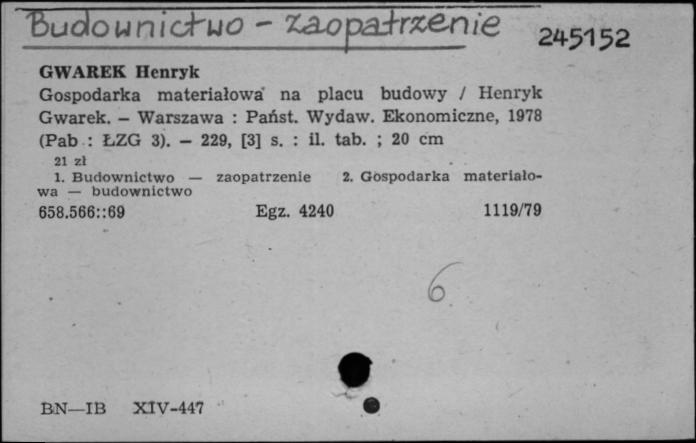 Budownictwo - zaopatrzenie 245152
GWAREK Henryk
Gospodarka materiałowa na placu budowy / Henryk
Gwarek. — Warszawa : Państ. Wydaw. Ekonomiczne, 1978
(Pab : ŁZG 3). — 229, [3] s. : il. tab. ; 20 cm
21 zł
1. Budownictwo — zaopatrzenie 2. Gospodarka materiało-
wa — budownictwo
658.566::69 Egz. 4240 1119/79
6
BN—IB XIV-447